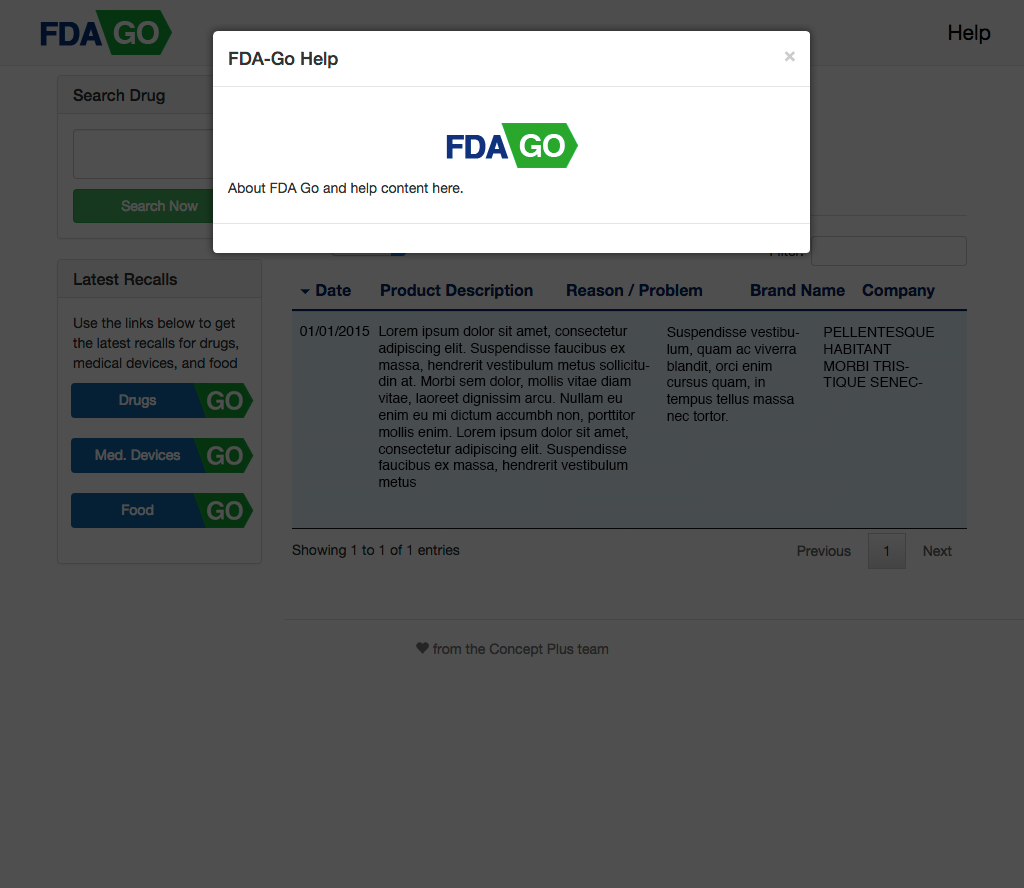 FDA GO
Help
FDA-Go Help
×
FDA GO
About FDA Go and help content here.
Search Drug
Search Now
Latest Recalls
Use the links below to get
the latest recalls for drugs,
medical devices, and food
Drugs GO
Med. Devices GO
Food GO
Filter:
Date Product Description Reason / Problem Brand Name Company
01/01/2015
Lorem ipsum dolor sit amet, consectetur
adipiscing elit. Suspendisse faucibus ex
massa, hendrerit vestibulum metus sollicitu-
din at. Morbi sem dolor, mollis vitae diam
vitae, laoreet dignissim arcu. Nullam eu
enim eu mi dictum accumbh non, porttitor
mollis enim. Lorem ipsum dolor sit amet,
consectetur adipiscing elit. Suspendisse
faucibus ex massa, hendrerit vestibulum
metus
Suspendisse vestibu-
lum, quam ac viverra
blandit, orci enim
cursus quam, in
tempus tellus massa
nec tortor.
PELLENTESQUE
HABITANT
MORBI TRIS-
TIQUE SENEC-
Showing 1 to 1 of 1 entries
Previous 1 Next
♥ from the Concept Plus team